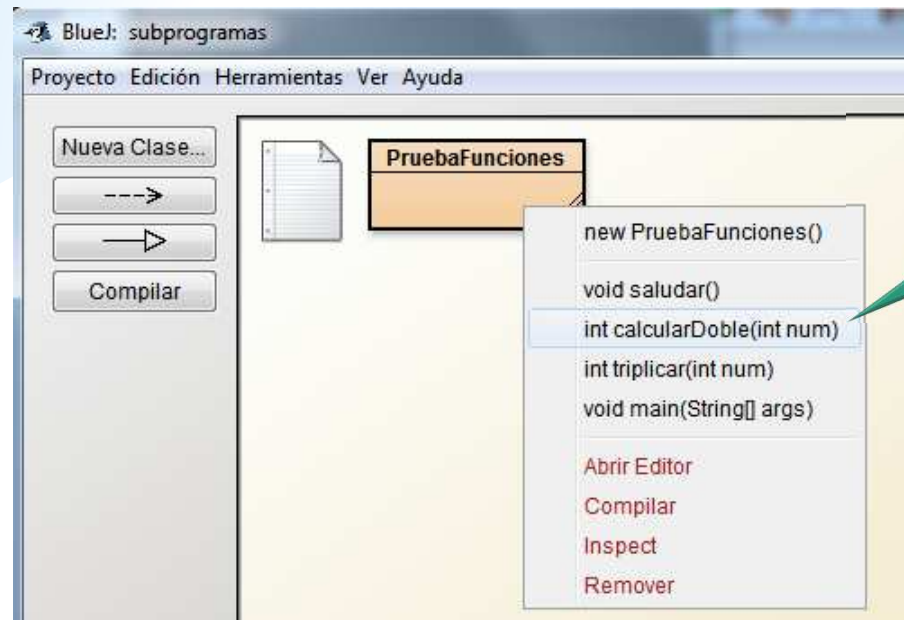 BlueJ: subprogramas
Proyecto Edición Herramientas Ver Ayuda
Nueva Clase...
Compilar
PruebaFunciones
new PruebaFunciones()
void saludar()
int calcularDoble(int num)
int triplicar(int num)
void main(String[] args)
Abrir Editor
Compilar
Inspect
Remover